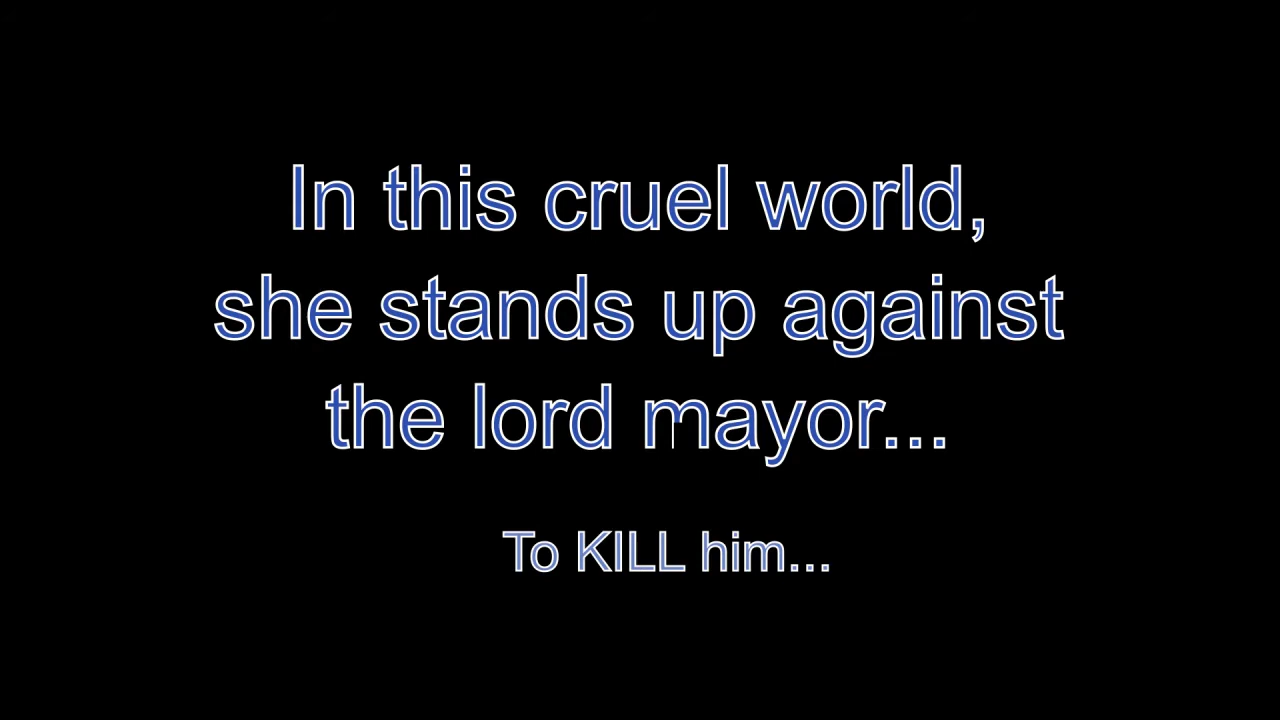 In this cruel world,
she stands up against
the lord mayor...
To KILL him...